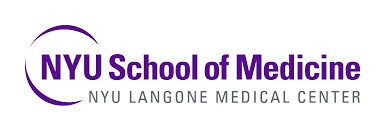 NYU School of Medicine
NYU LANGONE MEDICAL CENTER